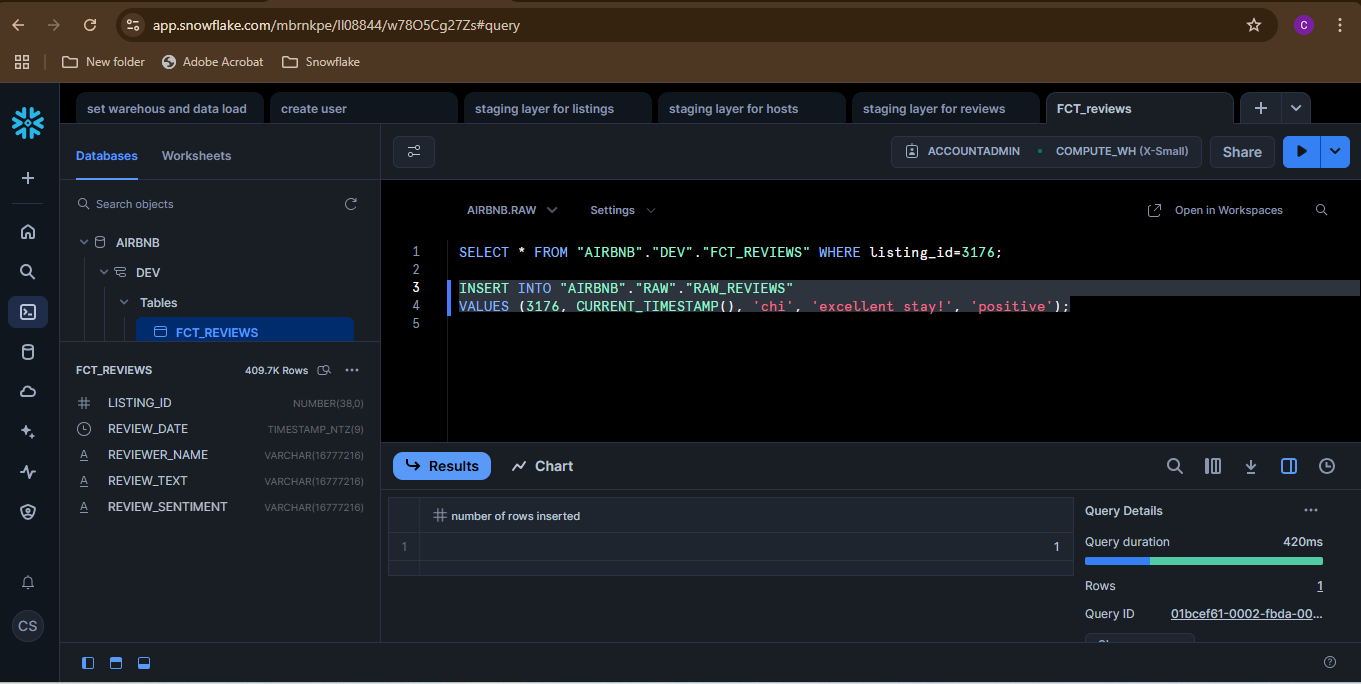 app.snowflake.com/mbrnkpe/ll08844/w78O5Cg27Zs#query
C
New folder
Adobe Acrobat
Snowflake
set warehous and data load
create user
staging layer for listings
staging layer for hosts
staging layer for reviews
FCT_reviews
Databases
Worksheets
ACCOUNTADMIN
COMPUTE_WH (X-Small)
Share
Search objects
AIRBNB
DEV
Tables
FCT_REVIEWS
AIRBNB.RAW
Settings
Open in Workspaces
1 SELECT * FROM "AIRBNB"."DEV"."FCT_REVIEWS" WHERE listing_id=3176;
2
3 INSERT INTO "AIRBNB"."RAW"."RAW_REVIEWS"
4 VALUES (3176, CURRENT_TIMESTAMP(), 'chi', 'excellent stay!', 'positive');
5
FCT_REVIEWS 409.7K Rows
LISTING_ID NUMBER(38,0)
REVIEW_DATE TIMESTAMP_NTZ(9)
REVIEWER_NAME VARCHAR(16777216)
REVIEW_TEXT VARCHAR(16777216)
REVIEW_SENTIMENT VARCHAR(16777216)
Results
Chart
number of rows inserted
1 1
Query Details
Query duration 420ms
Rows 1
Query ID 01bcef61-0002-fbda-00...
CS